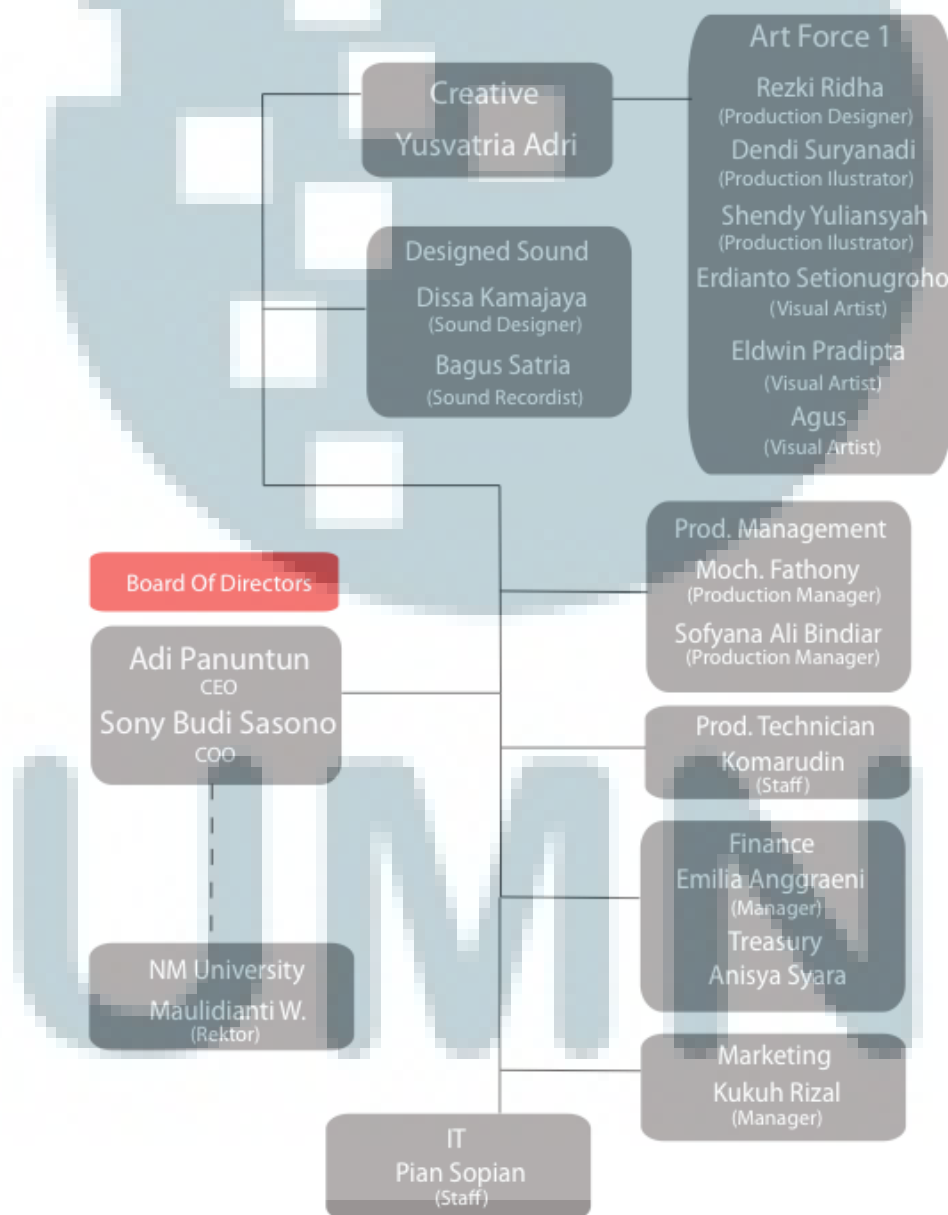 Creative
Yusvatria Adri
Art Force 1
Rezki Ridha
(Production Designer)
Dendi Suryanadi
(Production Ilustrator)
Shendy Yuliansyah
(Production Ilustrator)
Erdianto Setionugroho
(Visual Artist)
Eldwin Pradipta
(Visual Artist)
Agus
(Visual Artist)
Designed Sound
Dissa Kamajaya
(Sound Designer)
Bagus Satria
(Sound Recordist)
Board Of Directors
Adi Panuntun
CEO
Sony Budi Sasono
COO
NM University
Maulidianti W.
(Rektor)
Prod. Management
Moch. Fathony
(Production Manager)
Sofyana Ali Bindiar
(Production Manager)
Prod. Technician
Komarudin
(Staff)
Finance
Emilia Anggraeni
(Manager)
Treasury
Anisya Syara
Marketing
Kukuh Rizal
(Manager)
IT
Pian Sopian
(Staff)
UMN